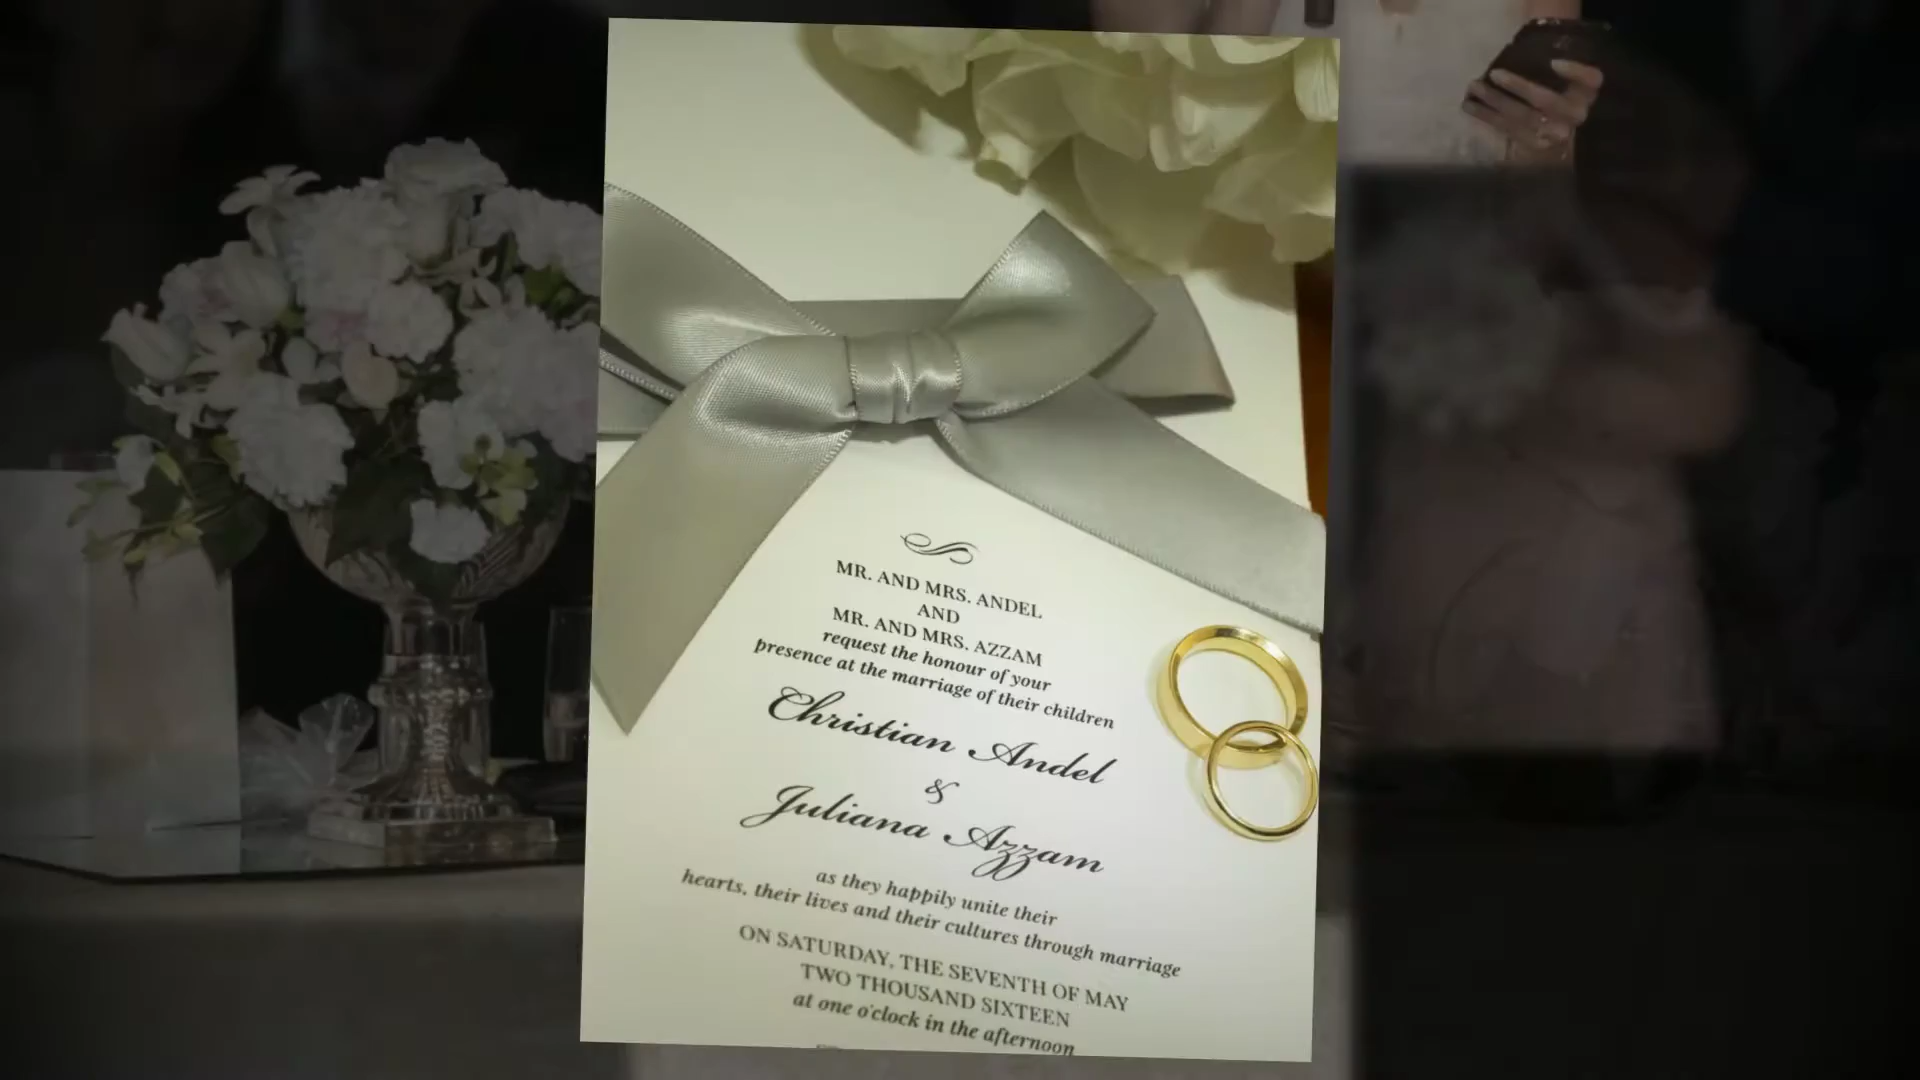 MR. AND MRS. ANDEL
AND
MR. AND MRS. AZZAM
request the honour of your
presence at the marriage of their children
Christian Andel
&
Juliana Azzam
as they happily unite their
hearts, their lives and their cultures through marriage
ON SATURDAY, THE SEVENTH OF MAY
TWO THOUSAND SIXTEEN
at one o'clock in the afternoon